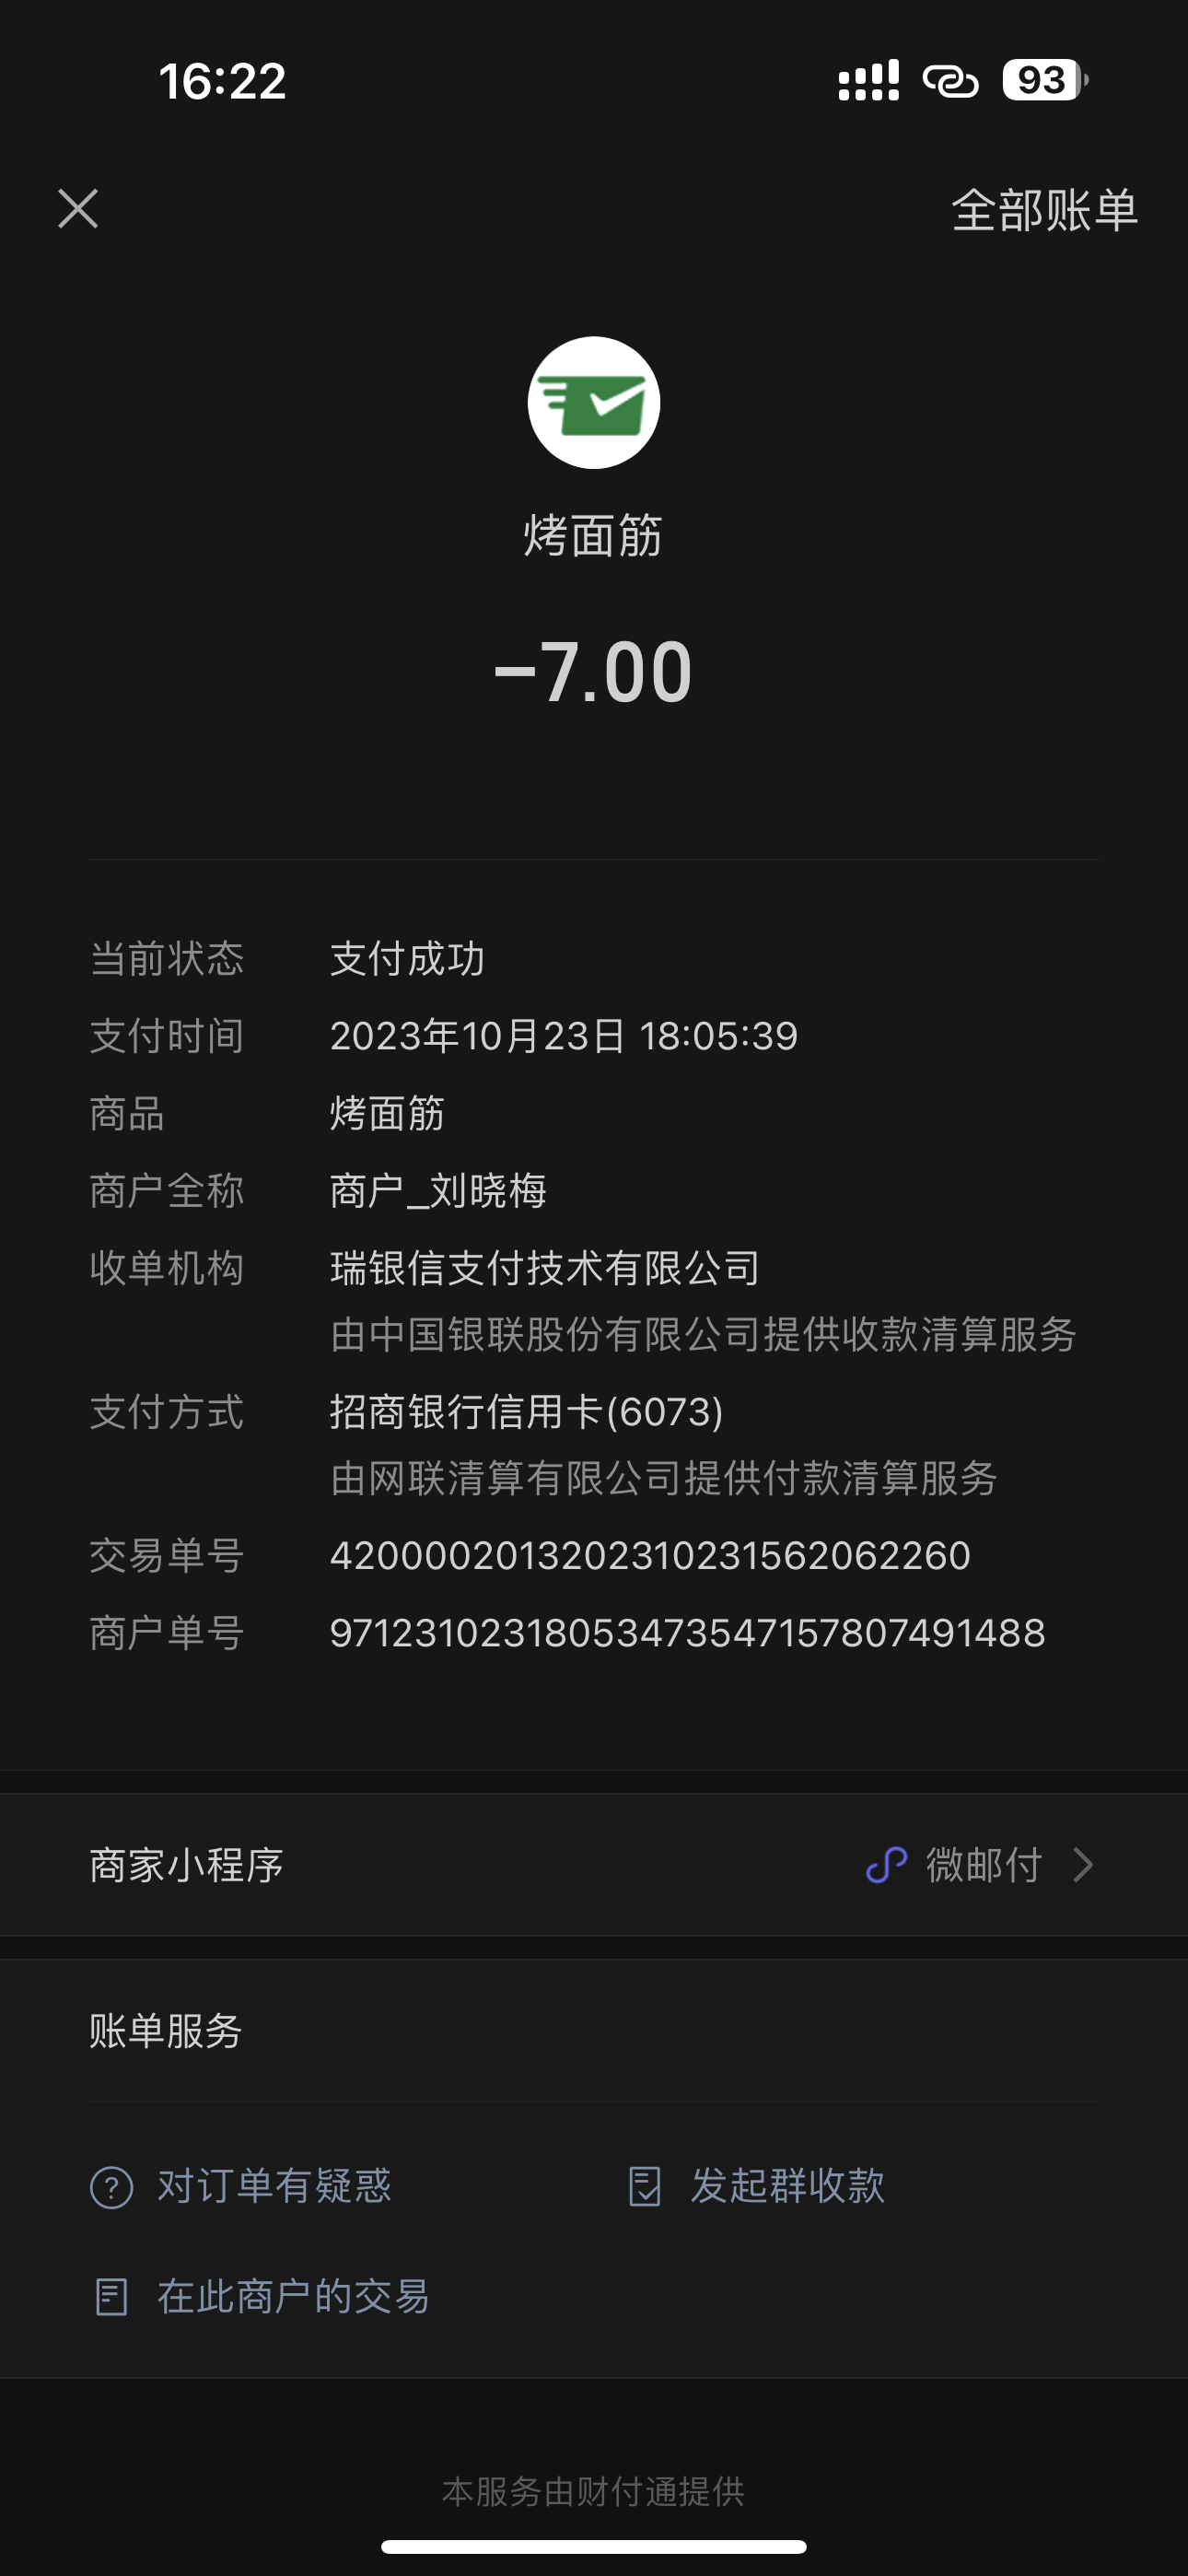 16:22
93
全部账单
烤面筋
-7.00
当前状态 支付成功
支付时间 2023年10月23日 18:05:39
商品 烤面筋
商户全称 商户_刘晓梅
收单机构 瑞银信支付技术有限公司
由中国银联股份有限公司提供收款清算服务
支付方式 招商银行信用卡(6073)
由网联清算有限公司提供付款清算服务
交易单号 4200002013202310231562062260
商户单号 97123102318053473547157807491488
商家小程序 微邮付
账单服务
对订单有疑惑 发起群收款
在此商户的交易
本服务由财付通提供